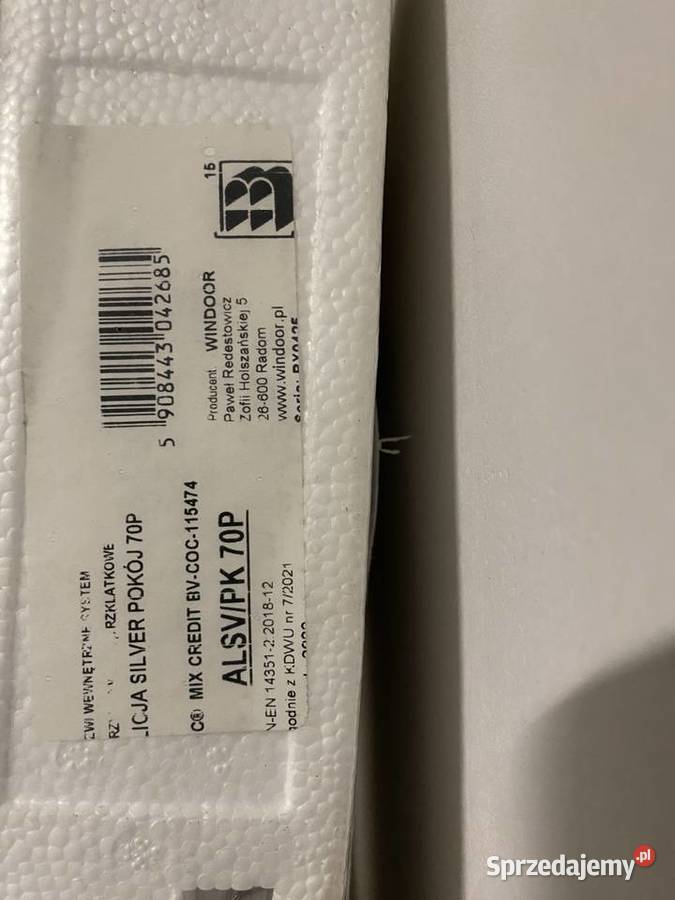 ZWI WEWNĘTRZNE SYSTEM
RZKLATKOWE
LICJA SILVER POKÓJ 70P
C® MIX CREDIT BV-COC-115474
ALSV/PK 70P
N-EN 14351-2:2018-12
odnie z KDWU nr 7/2021
5 908443 042685
15
Producent: WINDOOR
Paweł Redestowicz
Zofii Holszańskiej 5
26-600 Radom
www.windoor.pl
Sprzedajemy.pl